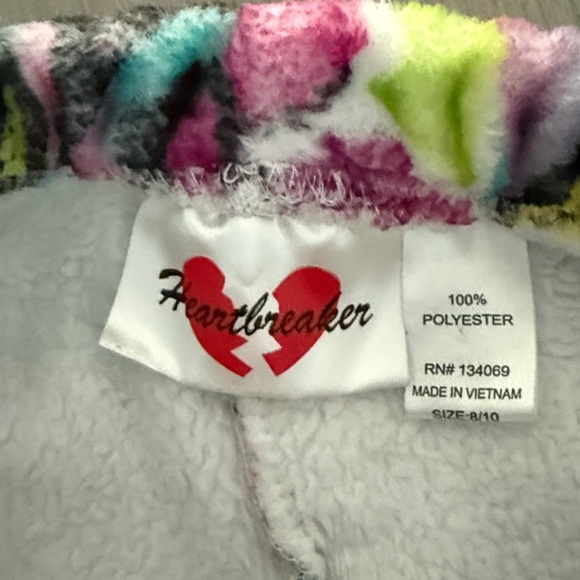 Heartbreaker
100%
POLYESTER
RN# 134069
MADE IN VIETNAM
SIZE-8/10